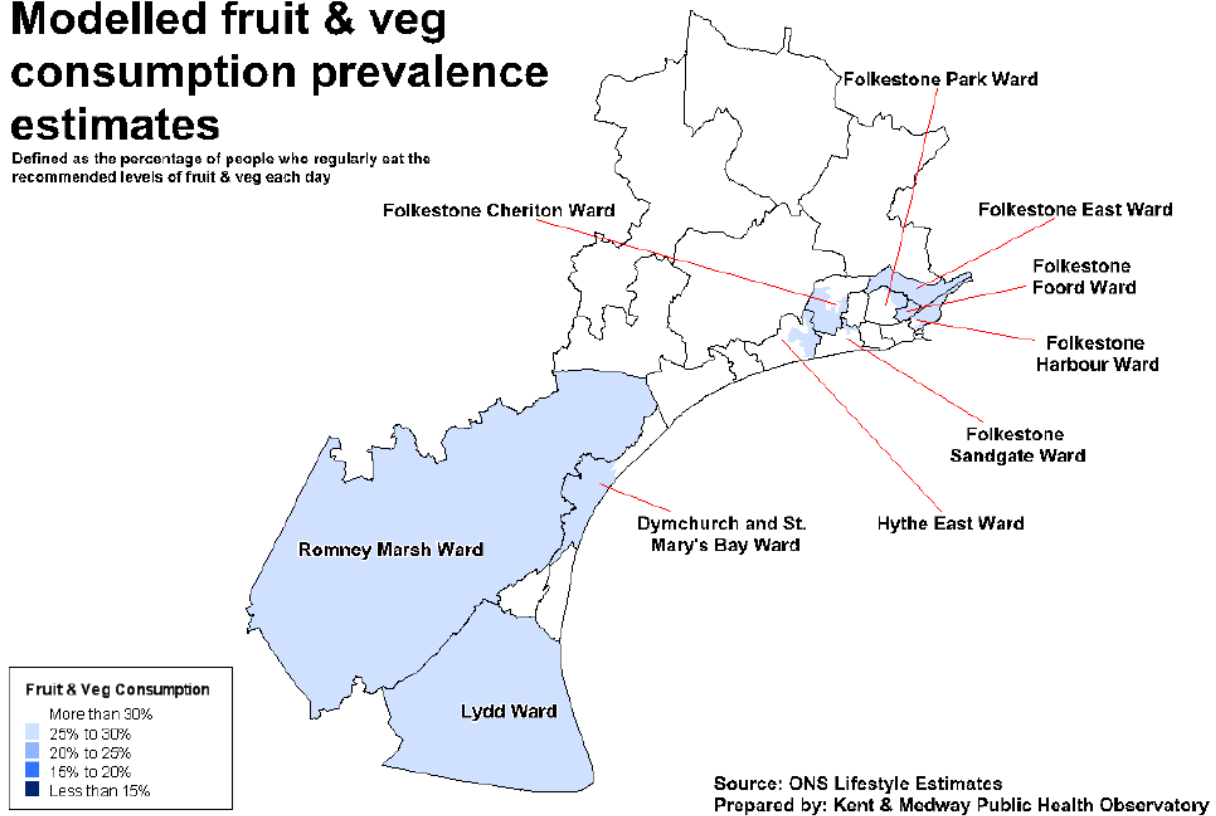 Modelled fruit & veg
consumption prevalence
estimates
Defined as the percentage of people who regularly eat the
recommended levels of fruit & veg each day
Folkestone Park Ward
Folkestone Cheriton Ward
Folkestone East Ward
Folkestone
Foord Ward
Folkestone
Harbour Ward
Folkestone
Sandgate Ward
Hythe East Ward
Dymchurch and St.
Mary's Bay Ward
Romney Marsh Ward
Lydd Ward
Fruit & Veg Consumption
More than 30%
25% to 30%
20% to 25%
15% to 20%
Less than 15%
Source: ONS Lifestyle Estimates
Prepared by: Kent & Medway Public Health Observatory